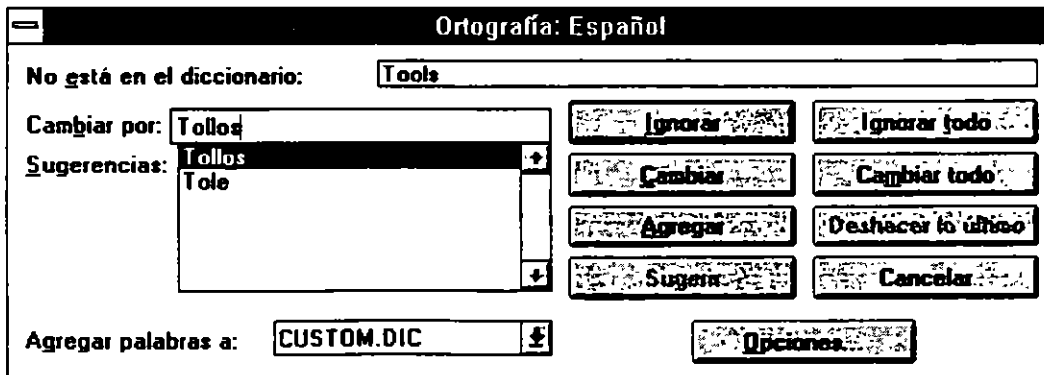 Ortografía: Español
No está en el diccionario: Tools
Cambiar por: Tollos
Ignorar Ignorar todo
Sugerencias: Tollos
Tole
Cambiar Cambiar todo
Agregar Deshacer lo último
Sugerir Cancelar
Agregar palabras a: CUSTOM.DIC
Opciones...